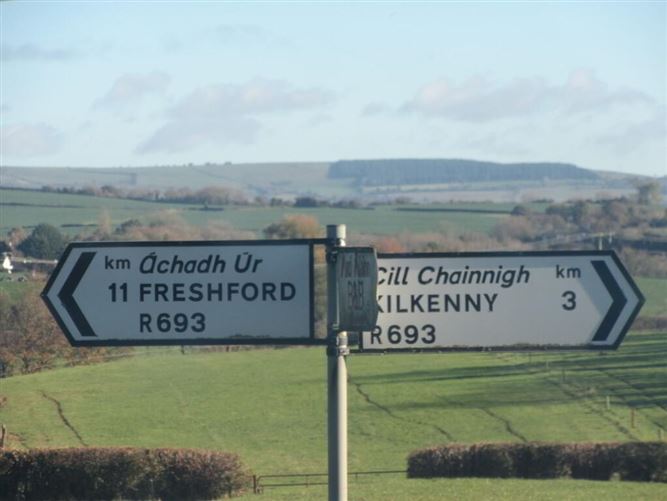 km Áchadh Úr
11 FRESHFORD
R693
B&B
Cill Chainnigh km
KILKENNY 3
R693